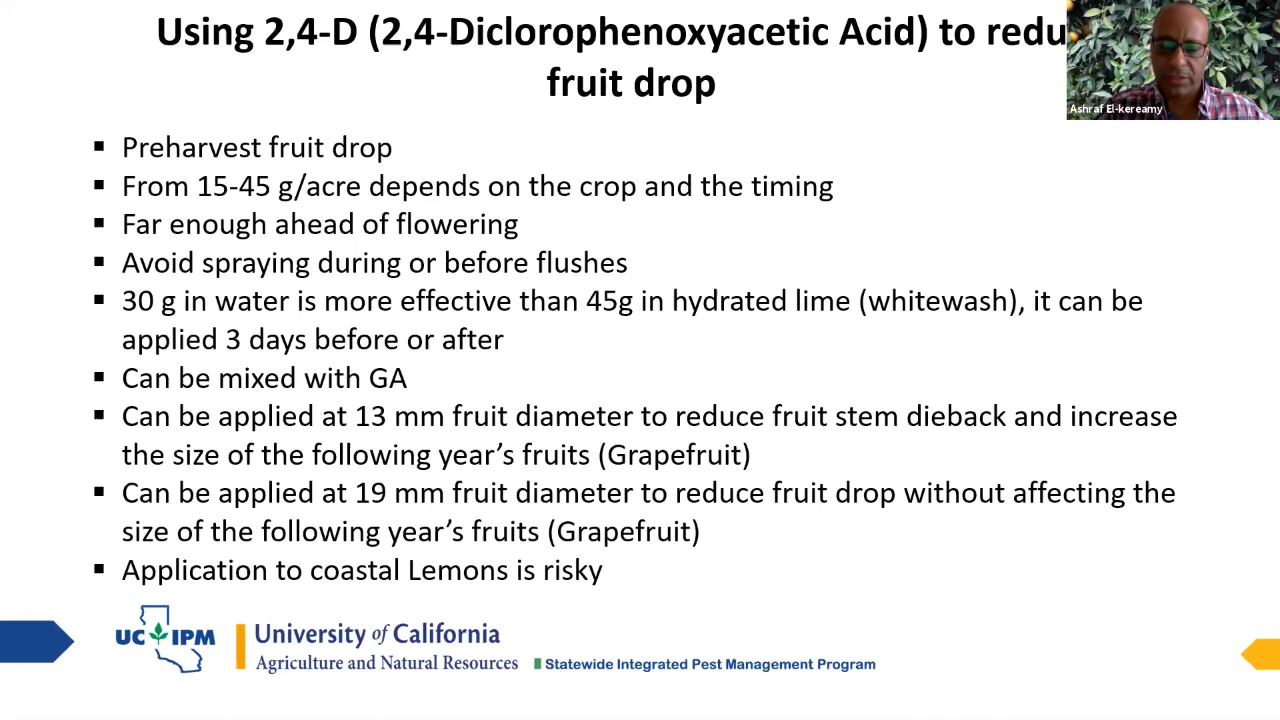 Using 2,4-D (2,4-Diclorophenoxyacetic Acid) to redu
fruit drop
Ashraf El-kereamy
▪ Preharvest fruit drop
▪ From 15-45 g/acre depends on the crop and the timing
▪ Far enough ahead of flowering
▪ Avoid spraying during or before flushes
▪ 30 g in water is more effective than 45g in hydrated lime (whitewash), it can be
applied 3 days before or after
▪ Can be mixed with GA
▪ Can be applied at 13 mm fruit diameter to reduce fruit stem dieback and increase
the size of the following year’s fruits (Grapefruit)
▪ Can be applied at 19 mm fruit diameter to reduce fruit drop without affecting the
size of the following year’s fruits (Grapefruit)
▪ Application to coastal Lemons is risky
UC IPM
University of California
Agriculture and Natural Resources
Statewide Integrated Pest Management Program